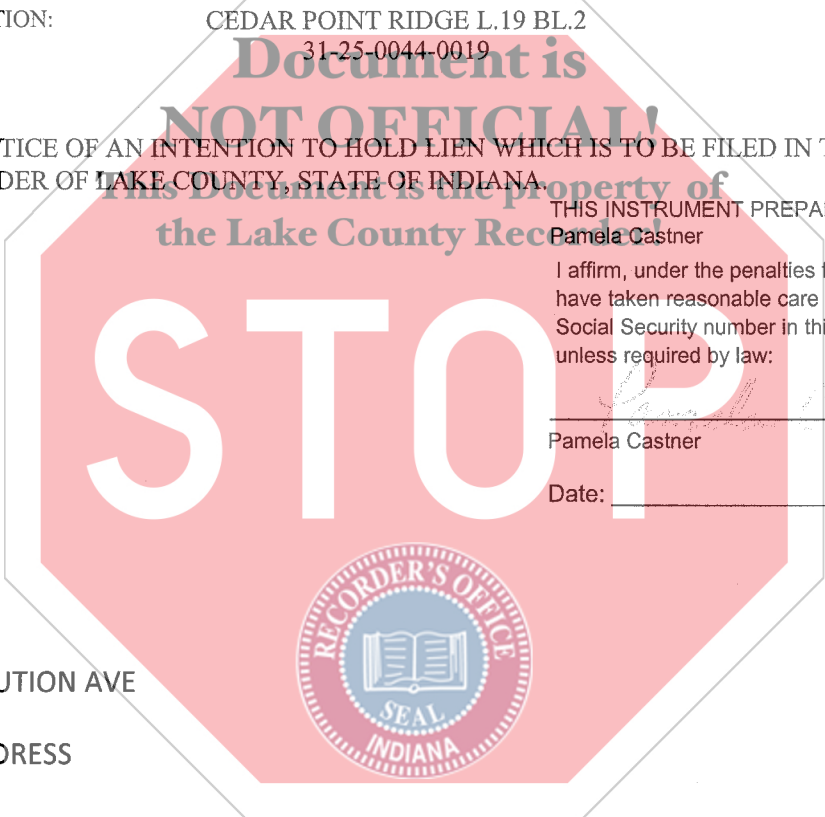 TION:
CEDAR POINT RIDGE L.19 BL.2
31-25-0044-0019
Document is
NOT OFFICIAL!
TICE OF AN INTENTION TO HOLD LIEN WHICH IS TO BE FILED IN T
DER OF LAKE COUNTY, STATE OF INDIANA.
This Document is the property of
the Lake County Recorder!
THIS INSTRUMENT PREPA
Pamela Castner
I affirm, under the penalties f
have taken reasonable care
Social Security number in thi
unless required by law:
STOP
Pamela
Pamela Castner
Date:
RECORDER'S OFFICE
SEAL
INDIANA
UTION AVE
DRESS